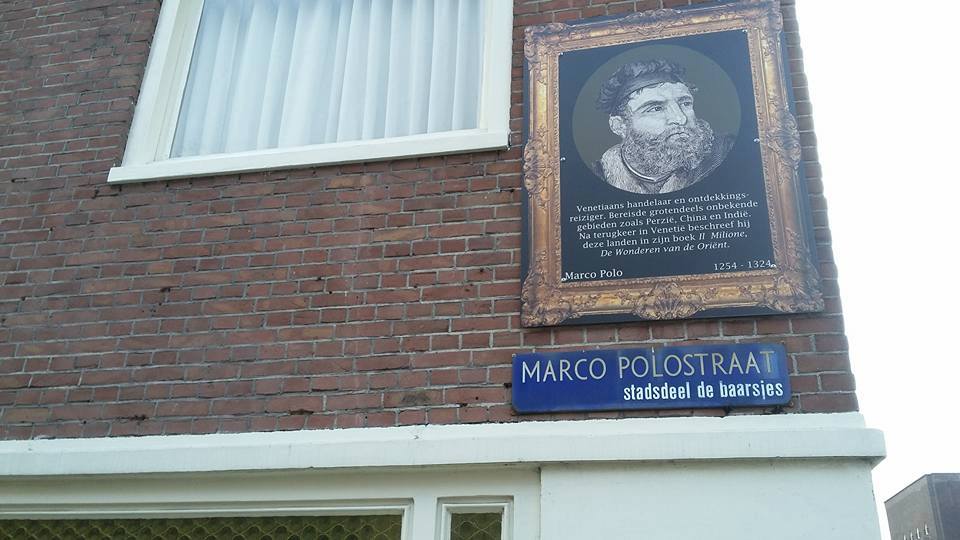 Venetiaans handelaar en ontdekkings-
reiziger. Bereisde grotendeels onbekende
gebieden zoals Perzië, China en Indië.
Na terugkeer in Venetië beschreef hij
deze landen in zijn boek Il Milione,
De Wonderen van de Oriënt.
Marco Polo 1254 - 1324
MARCO POLOSTRAAT
stadsdeel de baarsjes